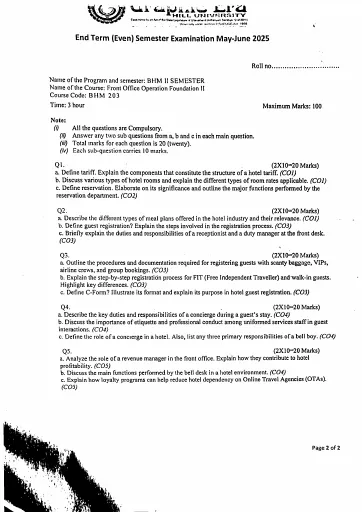 Graphic Era
HILL UNIVERSITY
End Term (Even) Semester Examination May-June 2025
Roll no...............................
Name of the Program and semester: BHM II SEMESTER
Name of the Course: Front Office Operation Foundation II
Course Code: BHM 203
Time: 3 hour Maximum Marks: 100
Note:
(i) All the questions are Compulsory.
(ii) Answer any two sub questions from a, b and c in each main question.
(iii) Total marks for each question is 20 (twenty).
(iv) Each sub-question carries 10 marks.
Q1. (2X10=20 Marks)
a. Define tariff. Explain the components that constitute the structure of a hotel tariff. (CO1)
b. Discuss various types of hotel rooms and explain the different types of room rates applicable. (CO1)
c. Define reservation. Elaborate on its significance and outline the major functions performed by the
reservation department. (CO2)
Q2. (2X10=20 Marks)
a. Describe the different types of meal plans offered in the hotel industry and their relevance. (CO1)
b. Define guest registration? Explain the steps involved in the registration process. (CO3)
c. Briefly explain the duties and responsibilities of a receptionist and a duty manager at the front desk.
(CO3)
Q3. (2X10=20 Marks)
a. Outline the procedures and documentation required for registering guests with scanty baggage, VIPs,
airline crews, and group bookings. (CO3)
b. Explain the step-by-step registration process for FIT (Free Independent Traveller) and walk-in guests.
Highlight key differences. (CO3)
c. Define C-Form? Illustrate its format and explain its purpose in hotel guest registration. (CO3)
Q4. (2X10=20 Marks)
a. Describe the key duties and responsibilities of a concierge during a guest's stay. (CO4)
b. Discuss the importance of etiquette and professional conduct among uniformed services staff in guest
interactions. (CO4)
c. Define the role of a concierge in a hotel. Also, list any three primary responsibilities of a bell boy. (CO4)
Q5. (2X10=20 Marks)
a. Analyze the role of a revenue manager in the front office. Explain how they contribute to hotel
profitability. (CO5)
b. Discuss the main functions performed by the bell desk in a hotel environment. (CO4)
c. Explain how loyalty programs can help reduce hotel dependency on Online Travel Agencies (OTAs).
(CO5)
Page 2 of 2